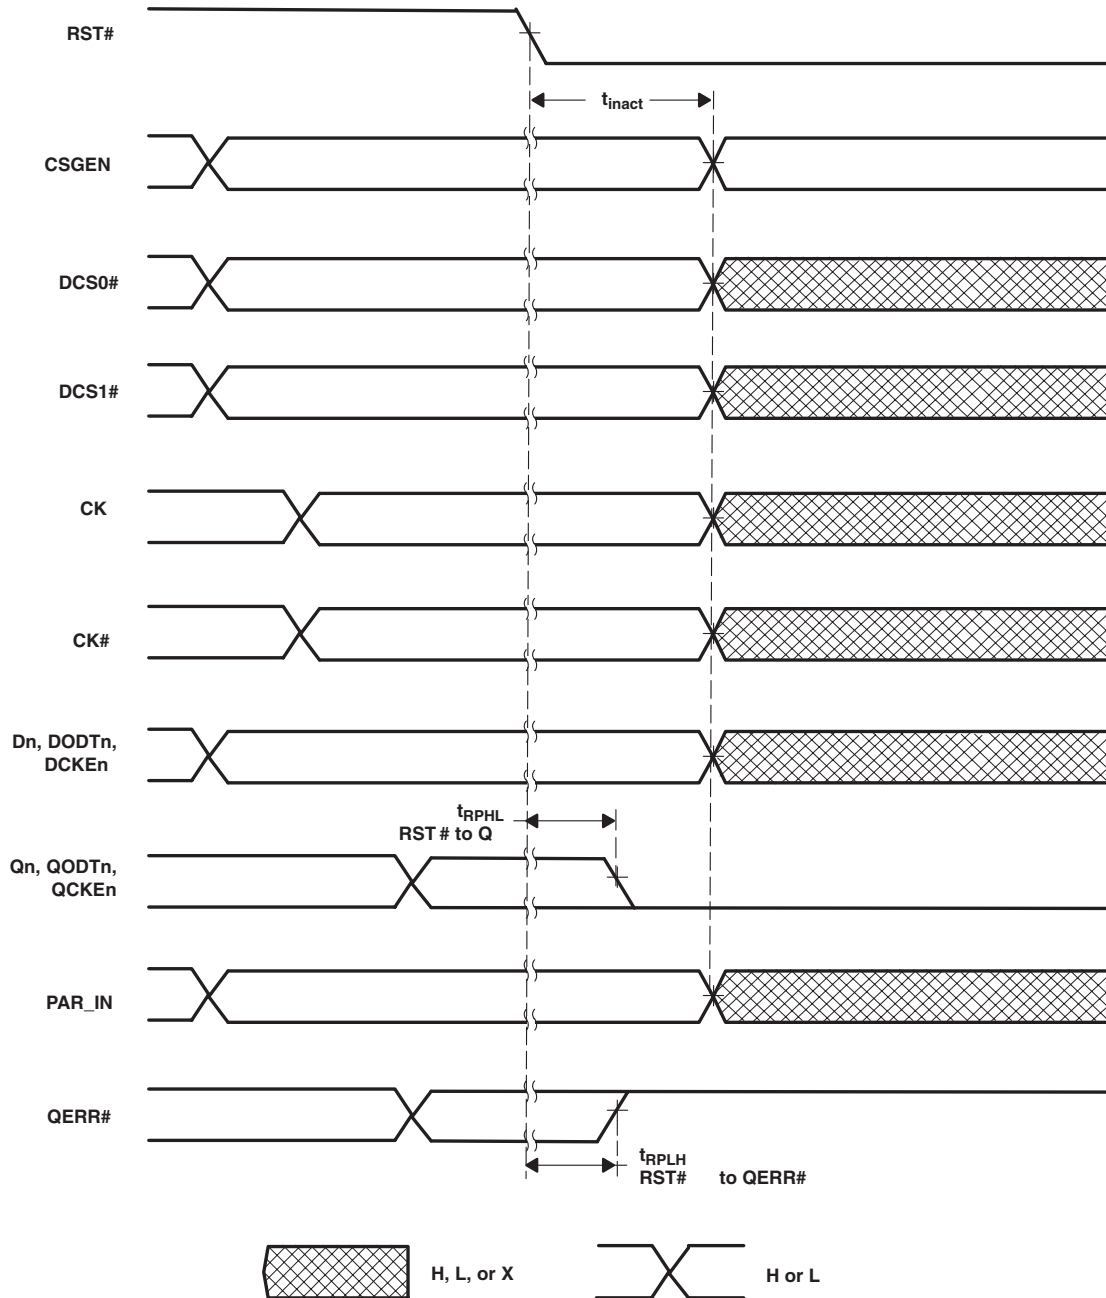 RST#
tinact
CSGEN
DCS0#
DCS1#
CK
CK#
Dn, DODTn,
DCKEn
tRPHL
RST # to Q
Qn, QODTn,
QCKEn
PAR_IN
QERR#
tRPLH
RST# to QERR#
H, L, or X
H or L